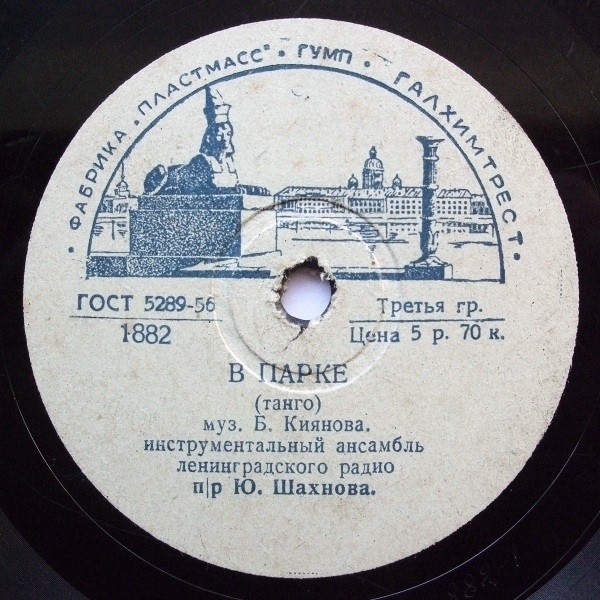 • ФАБРИКА „ПЛАСТМАСС" • ГУМП • ГАЛХИМТРЕСТ •
ГОСТ 5289-56
1882
Третья гр.
Цена 5 р. 70 к.
В ПАРКЕ
(танго)
муз. Б. Киянова.
инструментальный ансамбль
ленинградского радио
п|р Ю. Шахнова.